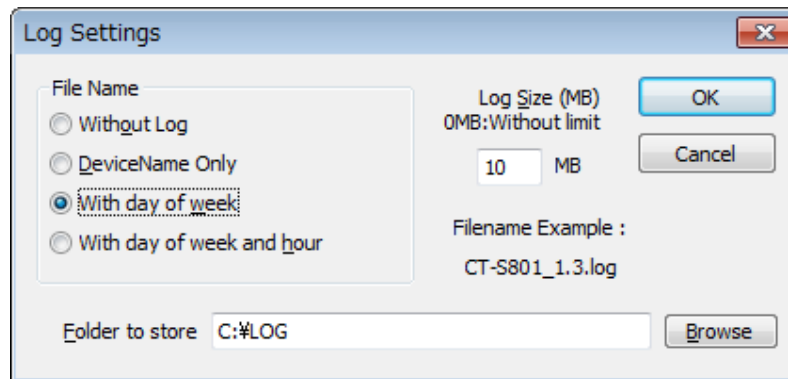 Log Settings
File Name
Without Log
DeviceName Only
With day of week
With day of week and hour
Log Size (MB)
0MB:Without limit
10 MB
Filename Example :
CT-S801_1.3.log
OK
Cancel
Folder to store C:¥LOG Browse